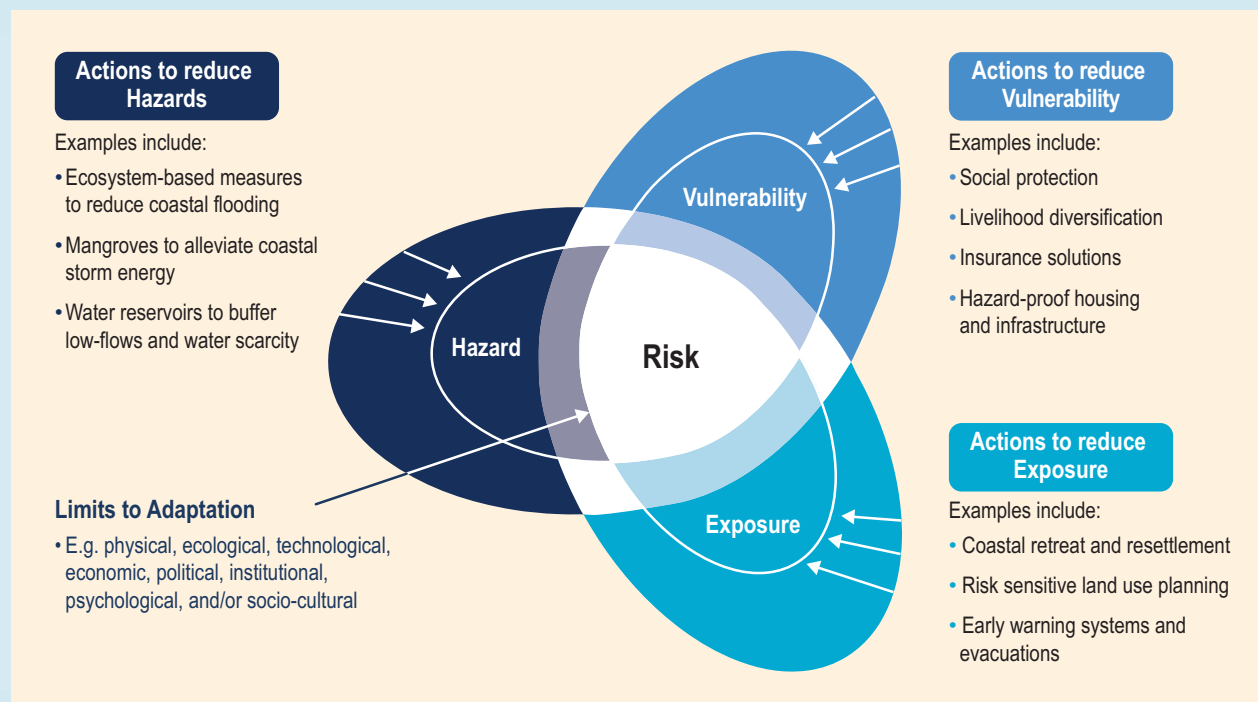 Actions to reduce
Hazards
Examples include:
• Ecosystem-based measures
to reduce coastal flooding
• Mangroves to alleviate coastal
storm energy
• Water reservoirs to buffer
low-flows and water scarcity
Limits to Adaptation
• E.g. physical, ecological, technological,
economic, political, institutional,
psychological, and/or socio-cultural
Vulnerability
Hazard
Risk
Exposure
Actions to reduce
Vulnerability
Examples include:
• Social protection
• Livelihood diversification
• Insurance solutions
• Hazard-proof housing
and infrastructure
Actions to reduce
Exposure
Examples include:
• Coastal retreat and resettlement
• Risk sensitive land use planning
• Early warning systems and
evacuations